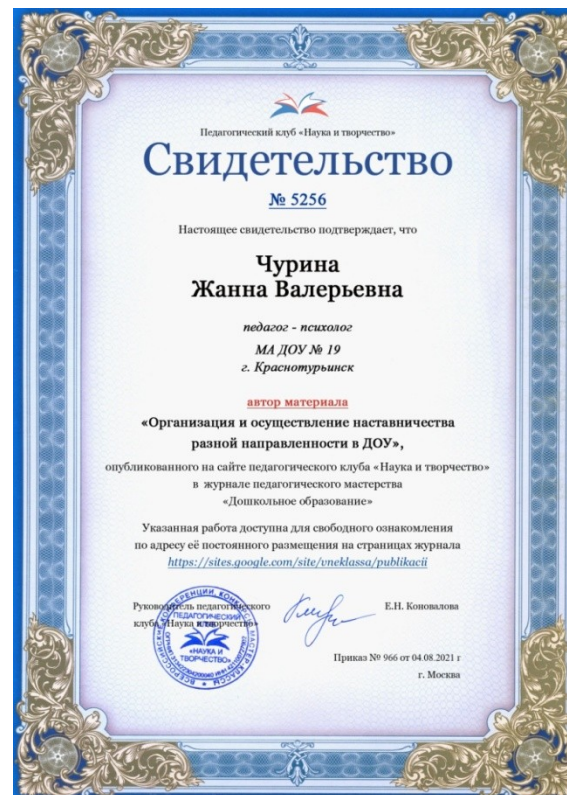 Педагогический клуб «Наука и творчество»
Свидетельство
№ 5256
Настоящее свидетельство подтверждает, что
Чурина
Жанна Валерьевна
педагог - психолог
МА ДОУ № 19
г. Краснотурьинск
автор материала
«Организация и осуществление наставничества
разной направленности в ДОУ»,
опубликованного на сайте педагогического клуба «Наука и творчество»
в журнале педагогического мастерства
«Дошкольное образование»
Указанная работа доступна для свободного ознакомления
по адресу её постоянного размещения на страницах журнала
https://sites.google.com/site/vneklassa/publikacii
Руководитель педагогического
клуба «Наука и творчество»
Е.Н. Коновалова
ПЕДАГОГИЧЕСКИЙ
КЛУБ
«НАУКА И
ТВОРЧЕСТВО»
Приказ № 966 от 04.08.2021 г
г. Москва